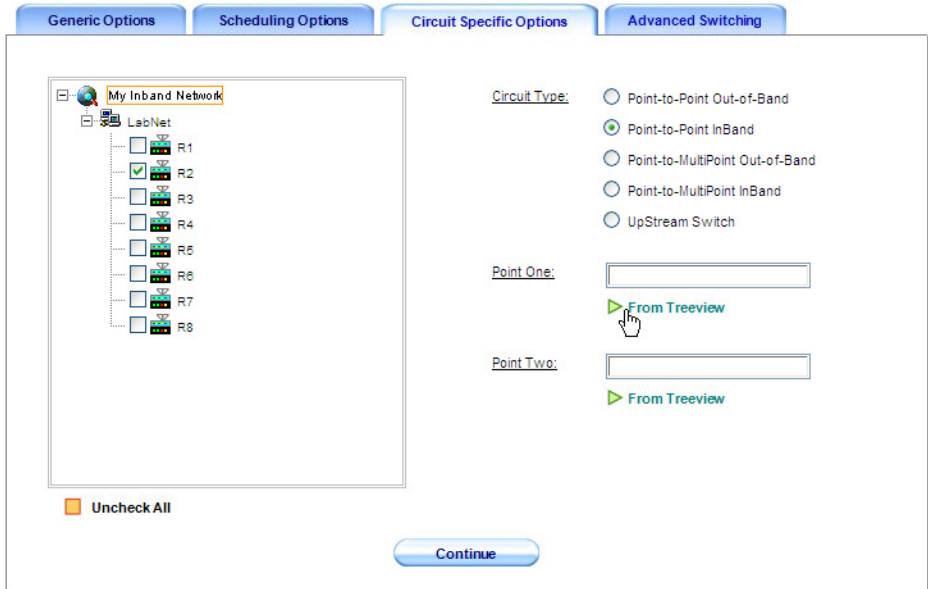 Generic Options
Scheduling Options
Circuit Specific Options
Advanced Switching
My Inband Network
LabNet
R1
R2
R3
R4
R5
R6
R7
R8
Uncheck All
Circuit Type:
Point-to-Point Out-of-Band
Point-to-Point InBand
Point-to-MultiPoint Out-of-Band
Point-to-MultiPoint InBand
UpStream Switch
Point One:
From Treeview
Point Two:
From Treeview
Continue